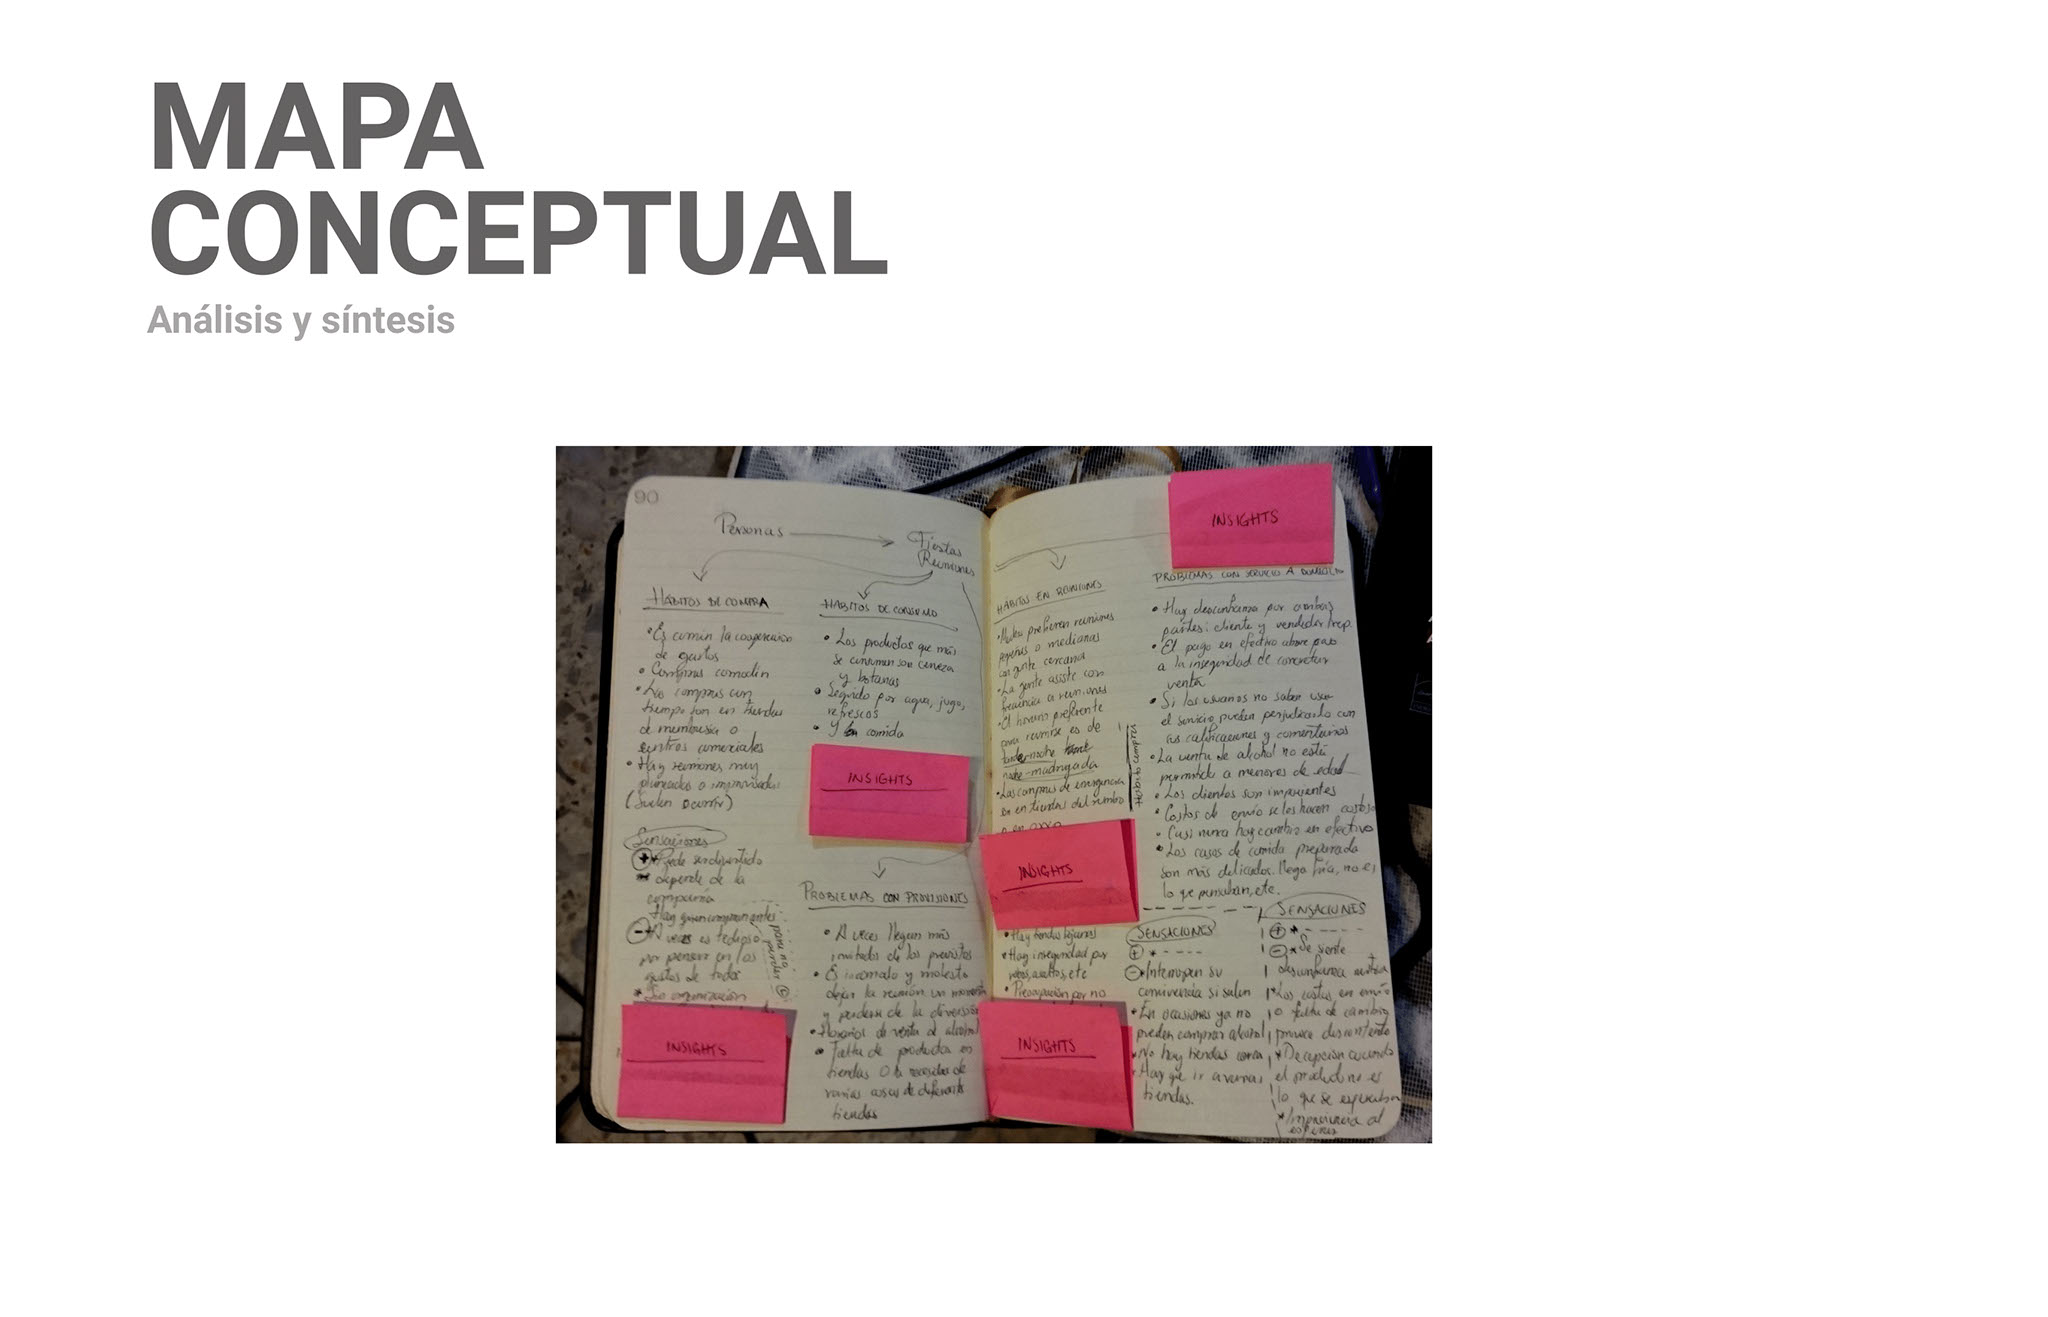 MAPA
CONCEPTUAL
Análisis y síntesis
90
Personas
Fiestas
Reuniones
HÁBITOS DE COMPRA
• Es común la cooperación
de gastos
• Compras comodín
• Las compras con
tiempo son en tiendas
de membresía o
centros comerciales
• Hay reuniones muy
planeadas o improvisadas
(Suelen ocurrir)
Sensaciones
+ Puede ser divertido
depende de la
compañía
Hay quien compran antes
para no
perder
- A veces es tedioso
por pensar en los
gustos de todos
* La organización
INSIGHTS
HÁBITOS DE CONSUMO
• Los productos que más
se consumen son cerveza
y botanas
• Seguido por agua, jugo,
refrescos
• Y la comida
INSIGHTS
PROBLEMAS CON PROVISIONES
• A veces llegan más
invitados de los previstos
• Es incómodo y molesto
dejar la reunión un momento
y perderse de la diversión
• Horarios de venta de alcohol
• Falta de productos en
tiendas O la necesidad de
varias cosas de diferentes
tiendas
HÁBITOS EN REUNIONES
prefieren reuniones
pequeñas o medianas
con gente cercana
• La gente asiste con
frecuencia a reuniones
• El horario preferente
para reunirse es de
tarde-noche
noche-madrugada
• Las compras de emergencia
son en tiendas del rumbo
o en OXXO
INSIGHTS
• Hay tiendas lejanas
• Hay inseguridad por
robos, asaltos, etc
• Preocupación por no
INSIGHTS
INSIGHTS
PROBLEMAS CON SERVICIO A DOMICILIO
• Hay desconfianza por ambas
partes: cliente y vendedor/rep.
• El pago en efectivo abre paso
a la inseguridad de concretar
venta
• Si los usuarios no saben usar
el servicio, pueden perjudicarlo con
sus calificaciones y comentarios
• La venta de alcohol no está
permitida a menores de edad
• Los clientes son impacientes
• Costos de envío se les hacen costosos
• Casi nunca hay cambio en efectivo
• Los casos de comida preparada
son más delicados. llega fría, no es
lo que pensaban, etc.
SENSACIONES
+ * - - - -
- * Interrumpen su
convivencia si salen
* En ocasiones ya no
pueden comprar alcohol
* No hay tiendas cerca
* Hay que ir a varias
tiendas.
SENSACIONES
+ * - - - - -
- * Se siente
desconfianza mutua
* Los costos en envío
o falta de cambio
provoca descontento
* Decepción cuando
el producto no es
lo que se esperaba
* Impaciencia al
esperar